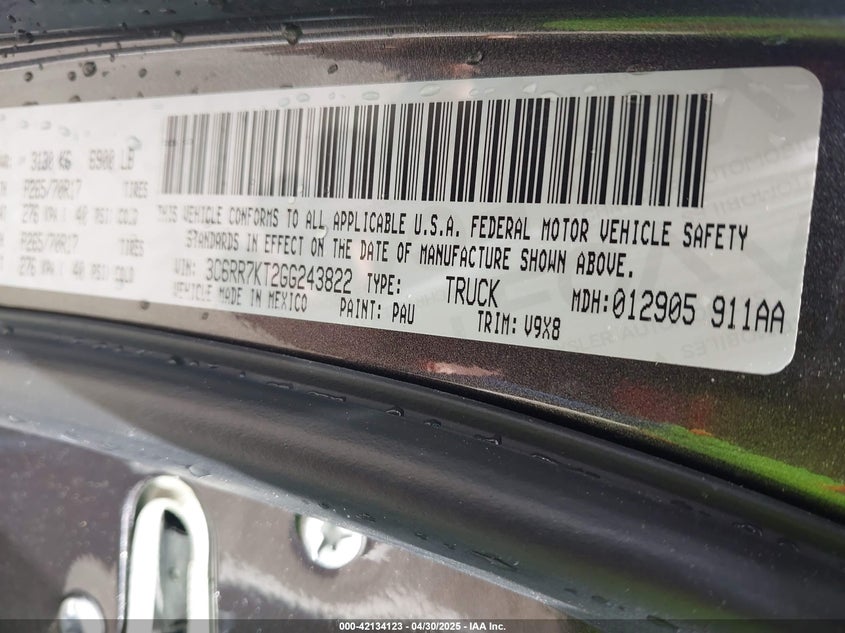 3130 KG 6900 LB
P265/70R17 TIRES
276 KPA / 40 PSI/COLD
P265/70R17 TIRES
276 KPA / 40 PSI/COLD
THIS VEHICLE CONFORMS TO ALL APPLICABLE U.S.A. FEDERAL MOTOR VEHICLE SAFETY
STANDARDS IN EFFECT ON THE DATE OF MANUFACTURE SHOWN ABOVE.
VIN: 3C6RR7KT2GG243822 TYPE: TRUCK MDH:012905 911AA
VEHICLE MADE IN MEXICO PAINT: PAU TRIM: V9X8
000-42134123 - 04/30/2025 - IAA Inc.